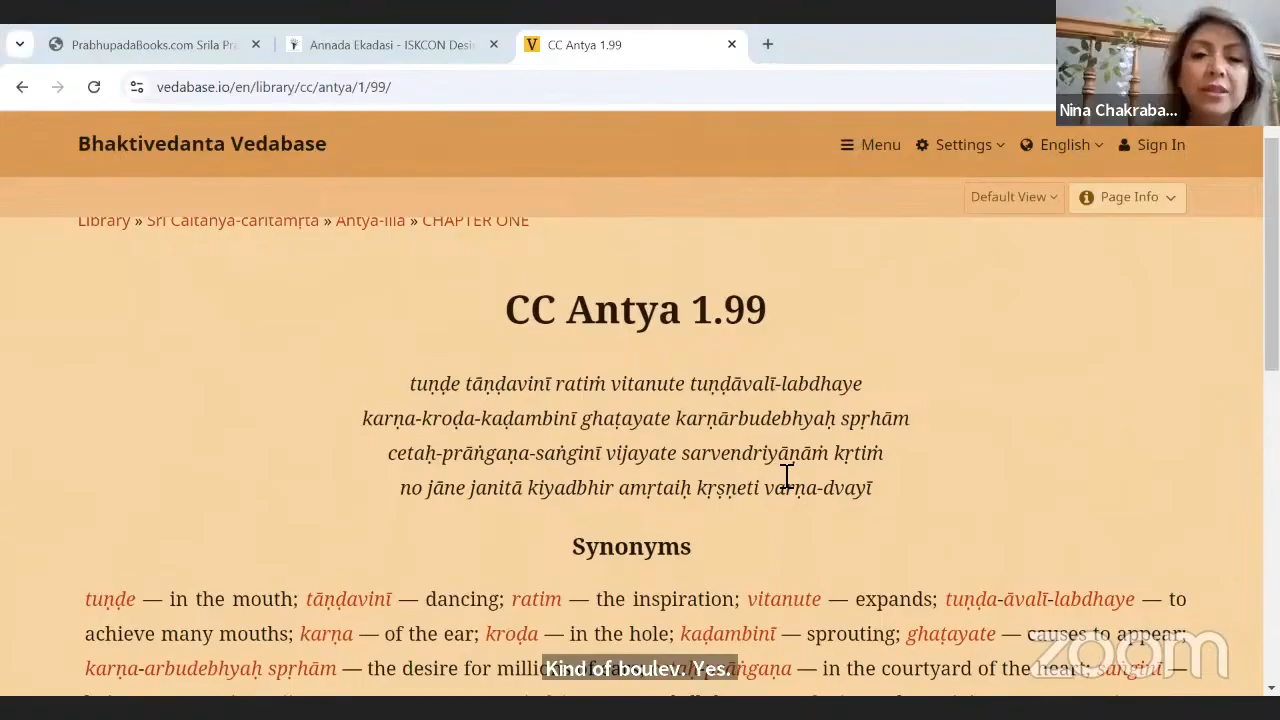 PrabhupadaBooks.com Srila Pra
Annada Ekadasi - ISKCON Desi
CC Antya 1.99
vedabase.io/en/library/cc/antya/1/99/
Nina Chakraba...
Bhaktivedanta Vedabase
Menu Settings English Sign In
Default View Page Info
Library » Śrī Caitanya-caritāmṛta » Antya-līlā » CHAPTER ONE
CC Antya 1.99
tuṇḍe tāṇḍavinī ratiṁ vitanute tuṇḍāvalī-labdhaye
karṇa-kroḍa-kaḍambinī ghaṭayate karṇārbudebhyaḥ spṛhām
cetaḥ-prāṅgaṇa-saṅginī vijayate sarvendriyāṇāṁ kṛtiṁ
no jāne janitā kiyadbhir amṛtaiḥ kṛṣṇeti varṇa-dvayī
Synonyms
tuṇḍe — in the mouth; tāṇḍavinī — dancing; ratim — the inspiration; vitanute — expands; tuṇḍa-āvalī-labdhaye — to
achieve many mouths; karṇa — of the ear; kroḍa — in the hole; kaḍambinī — sprouting; ghaṭayate — causes to appear;
karṇa-arbudebhyaḥ spṛhām — the desire for — in the courtyard of the heart; saṅginī —
Kind of boulev. Yes.
zoom